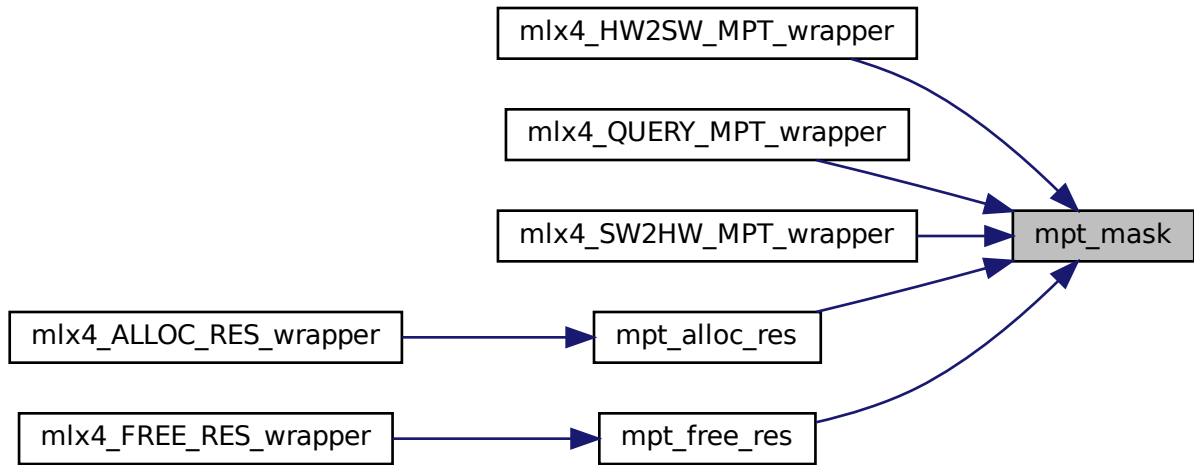 mlx4_HW2SW_MPT_wrapper
mlx4_QUERY_MPT_wrapper
mlx4_SW2HW_MPT_wrapper
mpt_mask
mlx4_ALLOC_RES_wrapper
mpt_alloc_res
mlx4_FREE_RES_wrapper
mpt_free_res